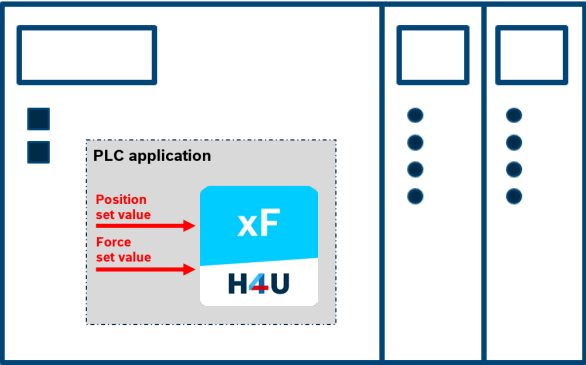 PLC application
Position
set value
Force
set value
xF
H4U